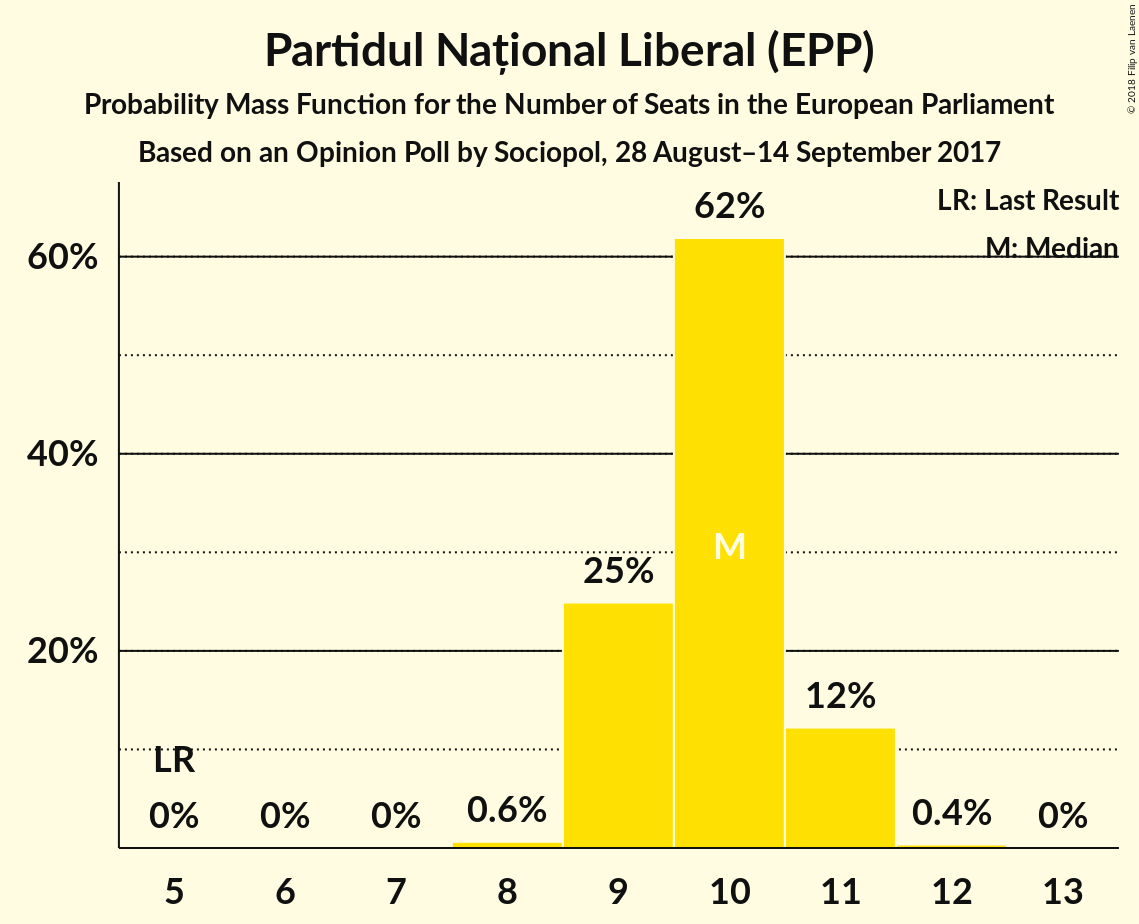 Partidul Național Liberal (EPP)
Probability Mass Function for the Number of Seats in the European Parliament
Based on an Opinion Poll by Sociopol, 28 August–14 September 2017
© 2018 Filip van Laenen
LR: Last Result
M: Median
60%
40%
20%
LR
0%
0%
0%
0.6%
25%
62%
M
12%
0.4%
0%
5 6 7 8 9 10 11 12 13